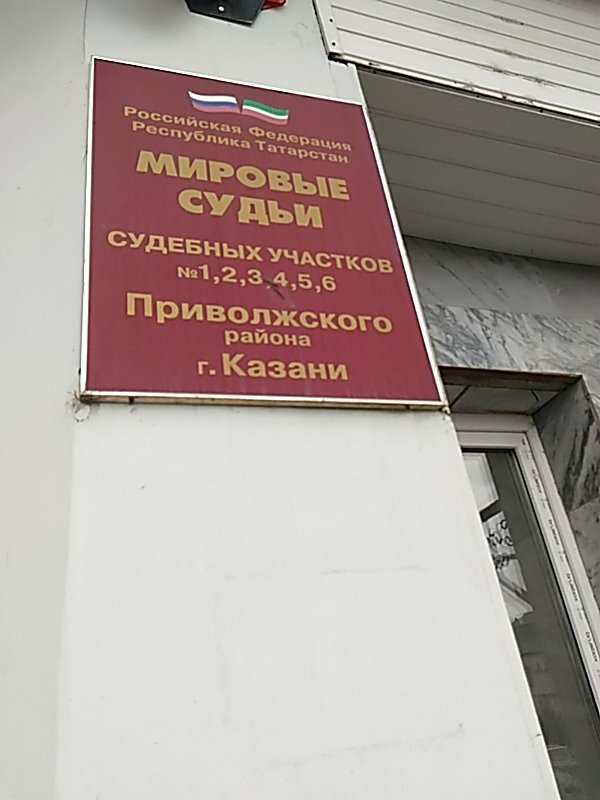 Российская Федерация
Республика Татарстан
МИРОВЫЕ
СУДЬИ
СУДЕБНЫХ УЧАСТКОВ
№1,2,3,4,5,6
Приволжского
района
г. Казани